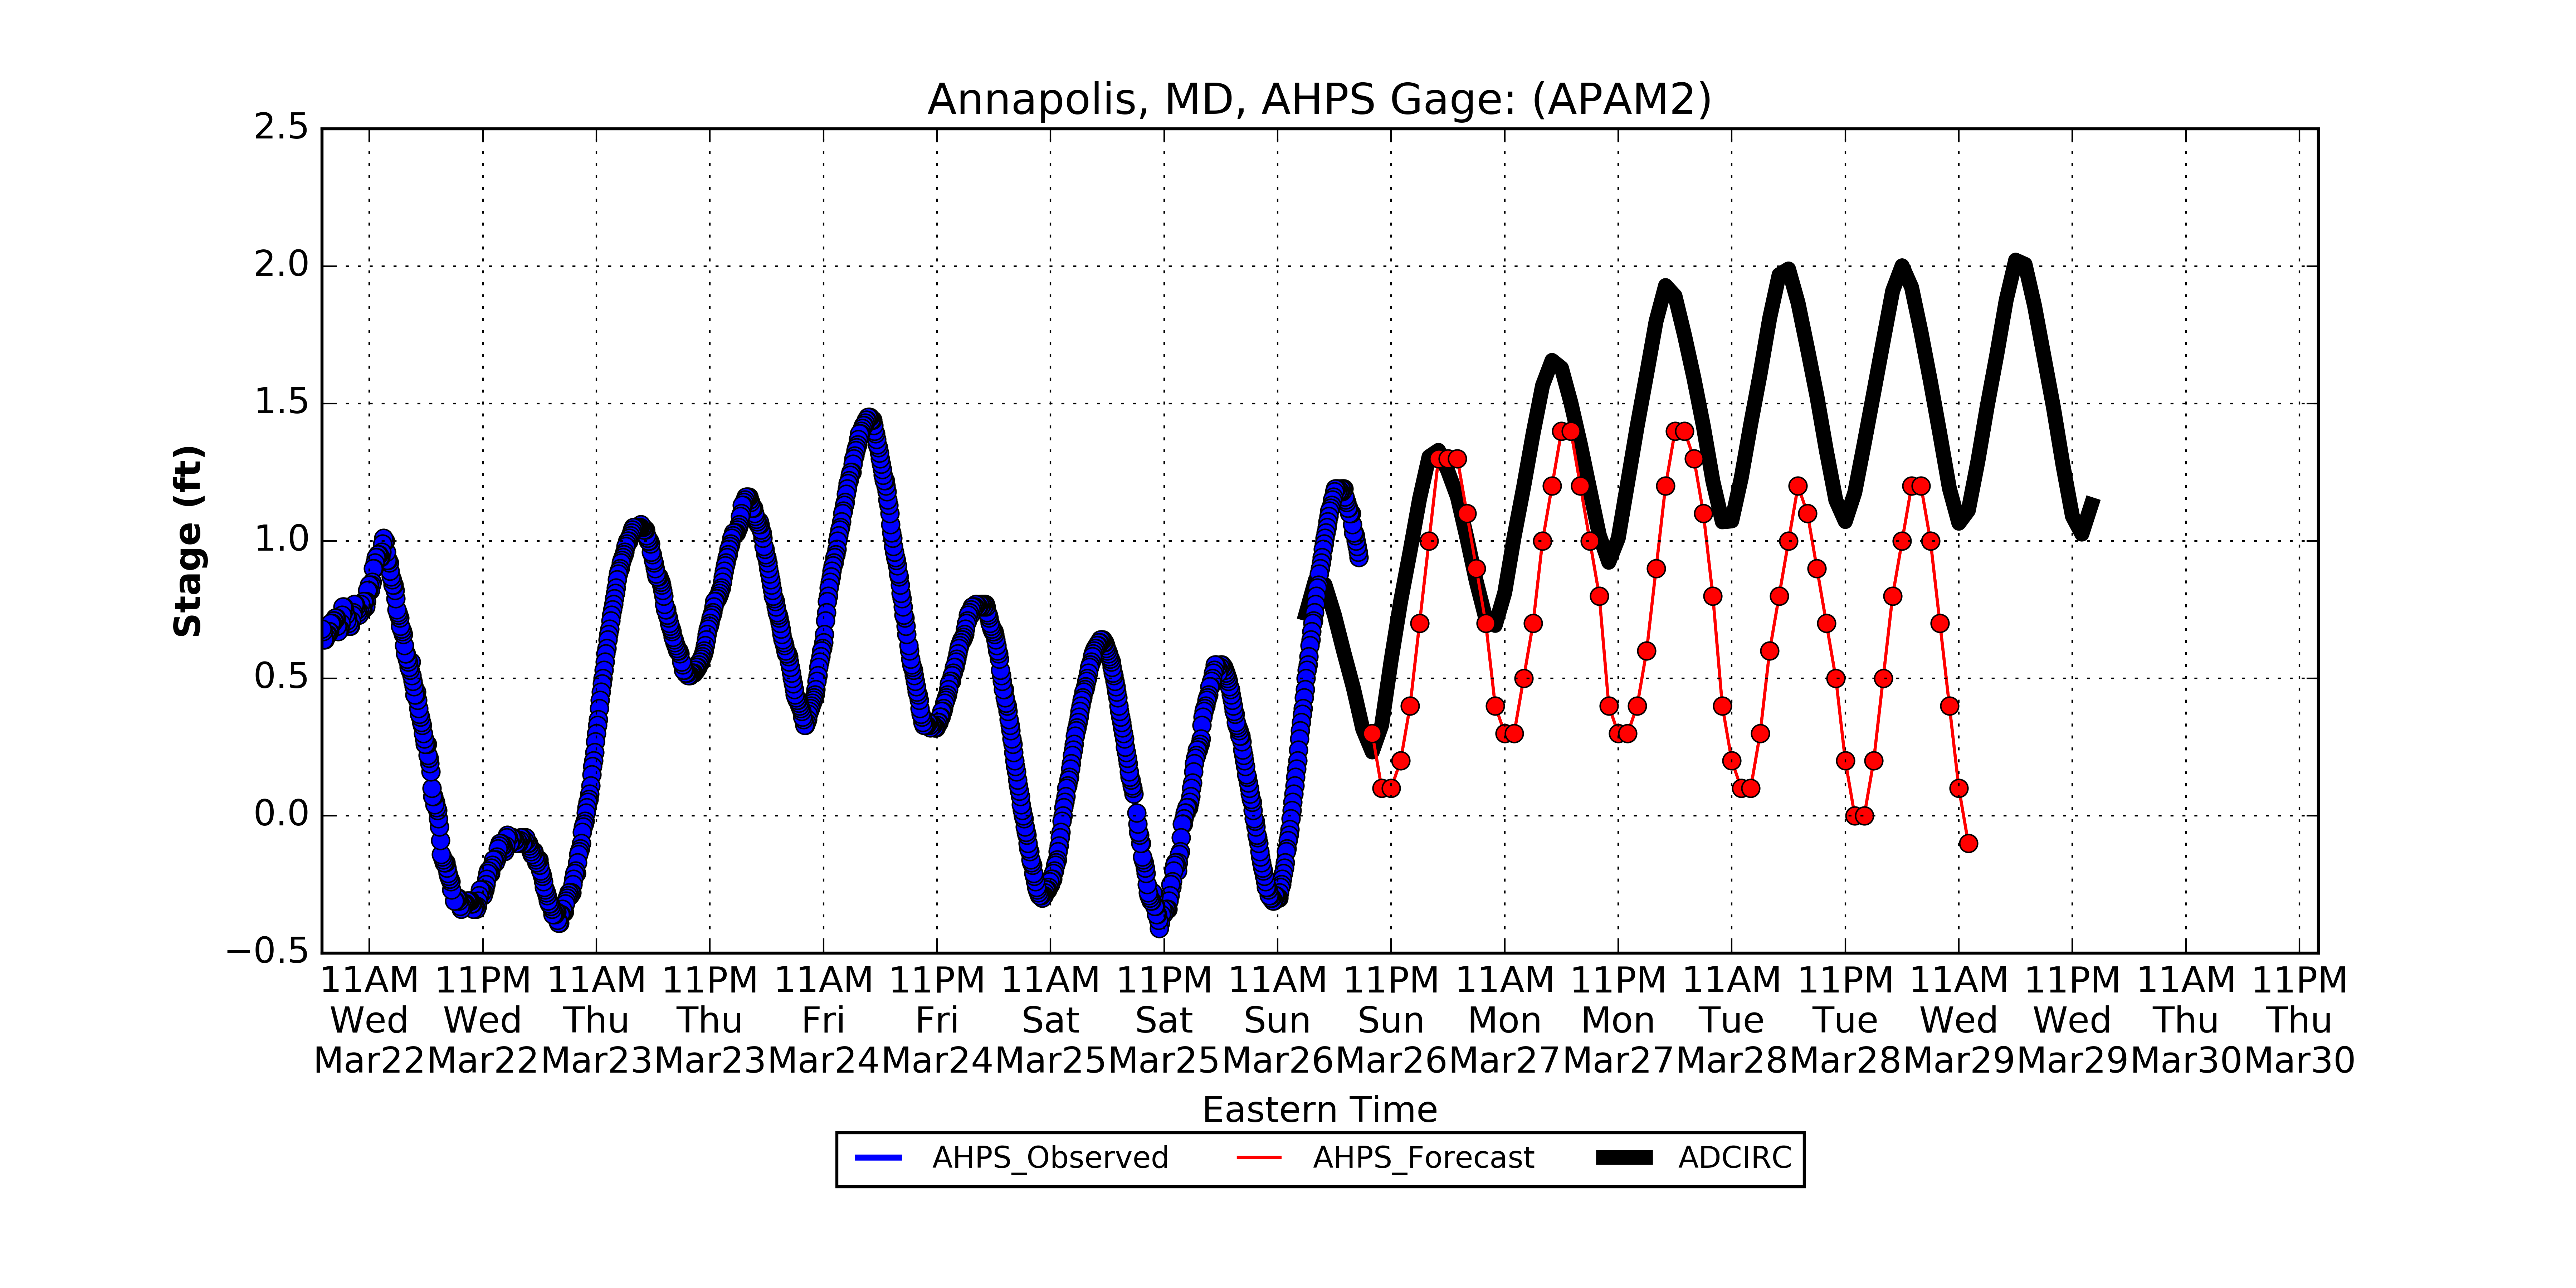 Annapolis, MD, AHPS Gage: (APAM2)
2.5
2.0
1.5
1.0
0.5
0.0
−0.5
Stage (ft)
11AM 11PM 11AM 11PM 11AM 11PM 11AM 11PM 11AM 11PM 11AM 11PM 11AM 11PM 11AM 11PM 11AM 11PM
Wed Wed Thu Thu Fri Fri Sat Sat Sun Sun Mon Mon Tue Tue Wed Wed Thu Thu
Mar22 Mar22 Mar23 Mar23 Mar24 Mar24 Mar25 Mar25 Mar26 Mar26 Mar27 Mar27 Mar28 Mar28 Mar29 Mar29 Mar30 Mar30
Eastern Time
AHPS_Observed AHPS_Forecast ADCIRC